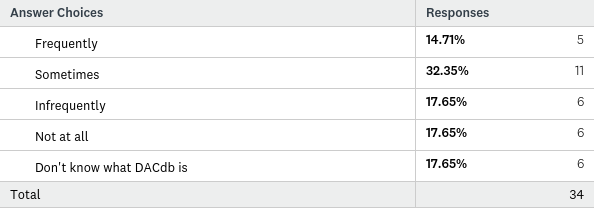 Answer Choices Responses
Frequently 14.71% 5
Sometimes 32.35% 11
Infrequently 17.65% 6
Not at all 17.65% 6
Don't know what DACdb is 17.65% 6
Total 34